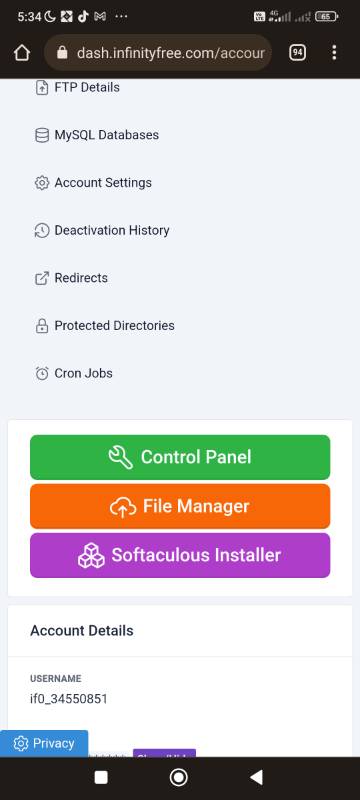 5:34
4G
65
dash.infinityfree.com/accour
94
FTP Details
MySQL Databases
Account Settings
Deactivation History
Redirects
Protected Directories
Cron Jobs
Control Panel
File Manager
Softaculous Installer
Account Details
USERNAME
if0_34550851
Privacy